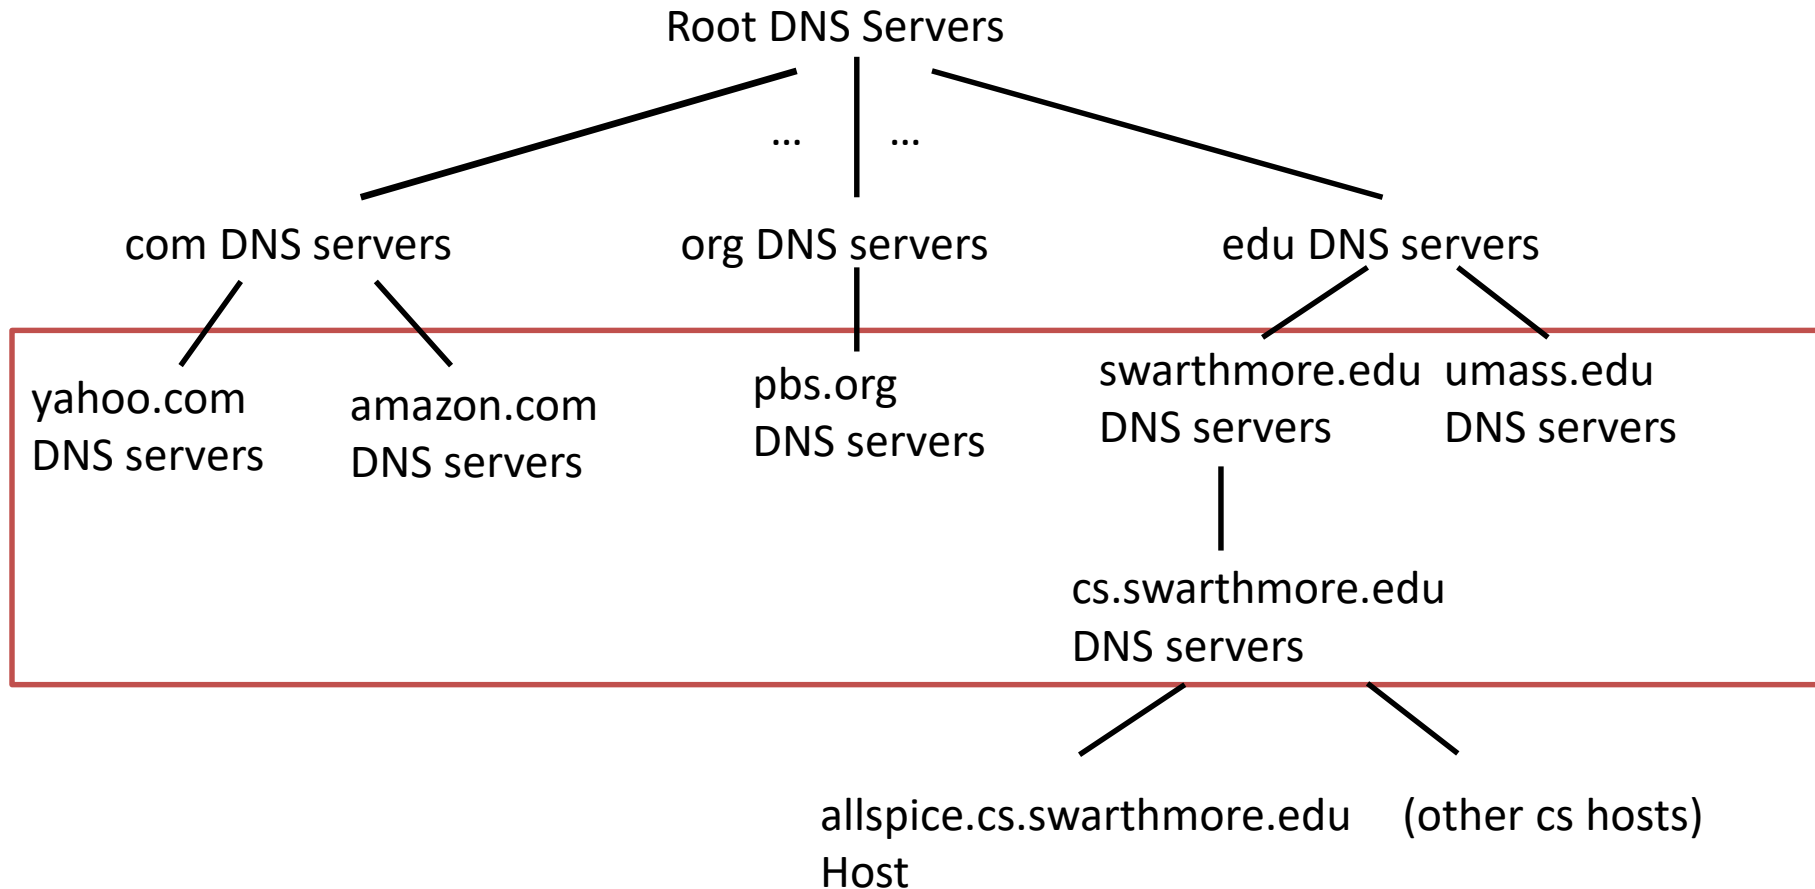 Root DNS Servers
... ...
com DNS servers
org DNS servers
edu DNS servers
yahoo.com
DNS servers
amazon.com
DNS servers
pbs.org
DNS servers
swarthmore.edu
DNS servers
umass.edu
DNS servers
cs.swarthmore.edu
DNS servers
allspice.cs.swarthmore.edu
Host
(other cs hosts)